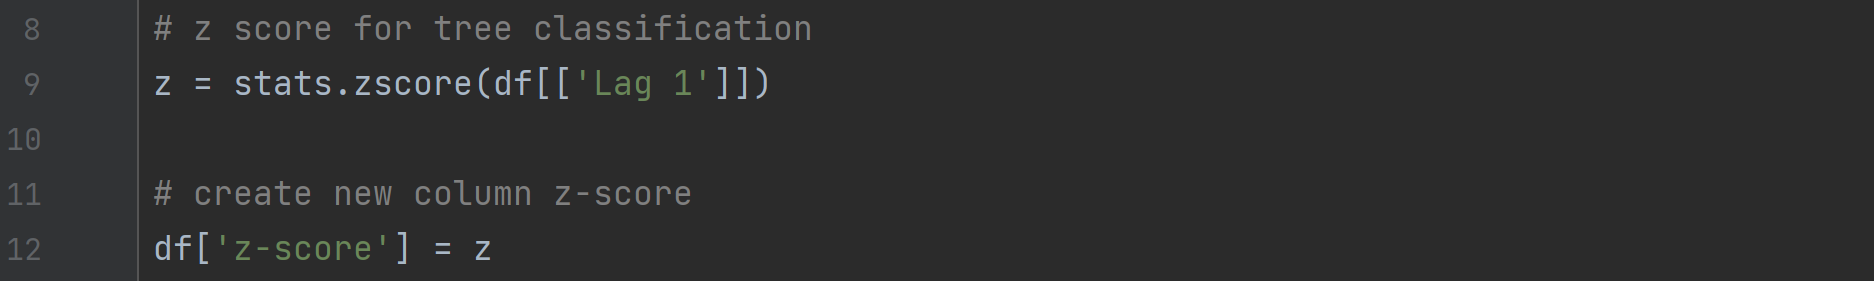 8 # z score for tree classification
9 z = stats.zscore(df[['Lag 1']])
10
11 # create new column z-score
12 df['z-score'] = z